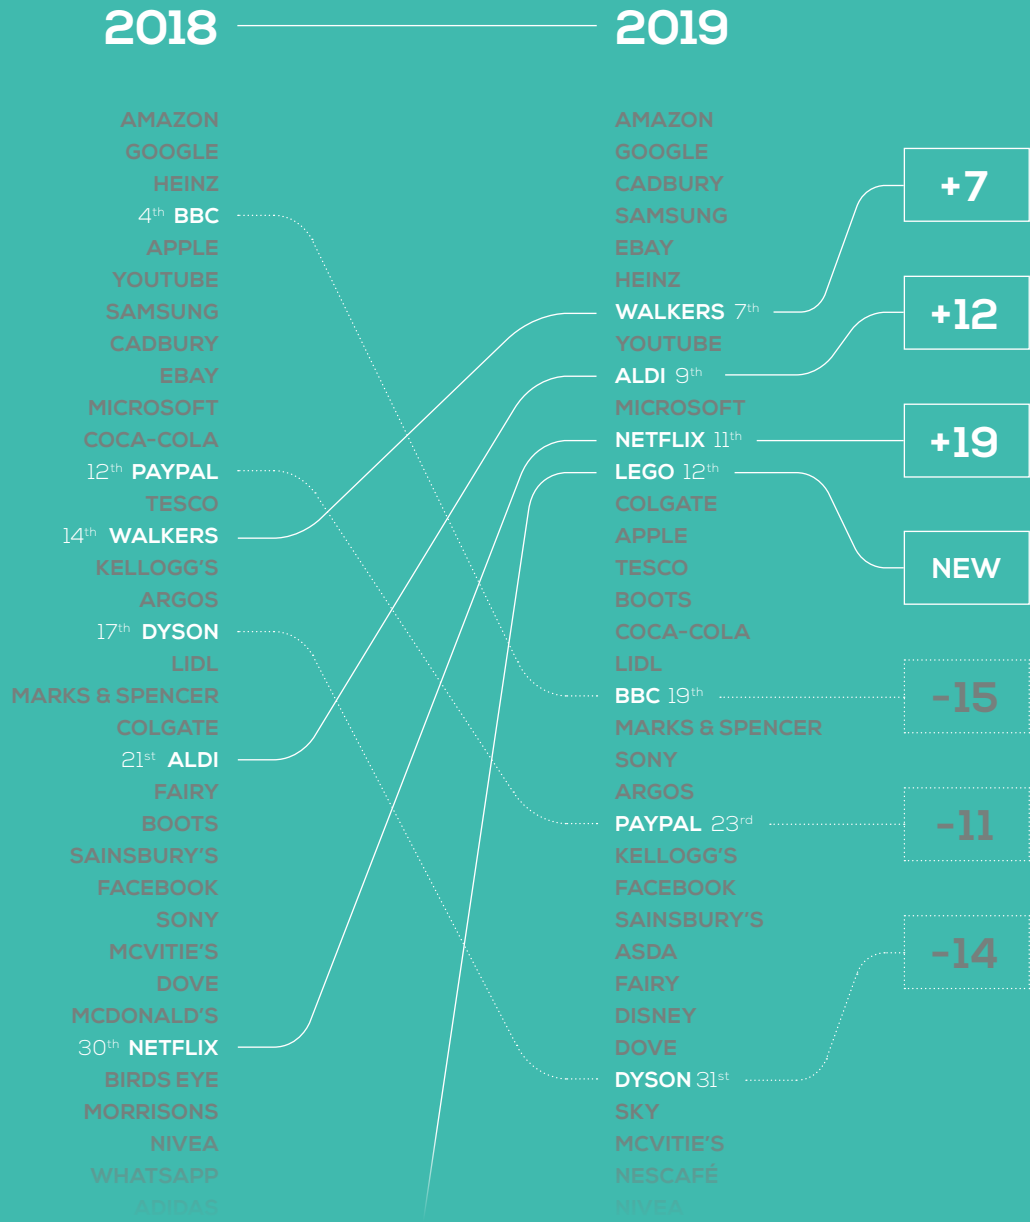 2018 2019
AMAZON AMAZON
GOOGLE GOOGLE
HEINZ CADBURY +7
4th BBC SAMSUNG
APPLE EBAY
YOUTUBE HEINZ
SAMSUNG WALKERS 7th +12
CADBURY YOUTUBE
EBAY ALDI 9th
MICROSOFT MICROSOFT
COCA-COLA NETFLIX 11th +19
12th PAYPAL LEGO 12th
TESCO COLGATE
14th WALKERS APPLE
KELLOGG'S TESCO NEW
ARGOS BOOTS
17th DYSON COCA-COLA
LIDL LIDL
MARKS & SPENCER BBC 19th -15
COLGATE MARKS & SPENCER
21st ALDI SONY
FAIRY ARGOS
BOOTS PAYPAL 23rd -11
SAINSBURY'S KELLOGG'S
FACEBOOK FACEBOOK
SONY SAINSBURY'S
MCVITIE'S ASDA -14
DOVE FAIRY
MCDONALD'S DISNEY
30th NETFLIX DOVE
BIRDS EYE DYSON 31st
MORRISONS SKY
NIVEA MCVITIE'S
WHATSAPP NESCAFÉ
ADIDAS NIVEA